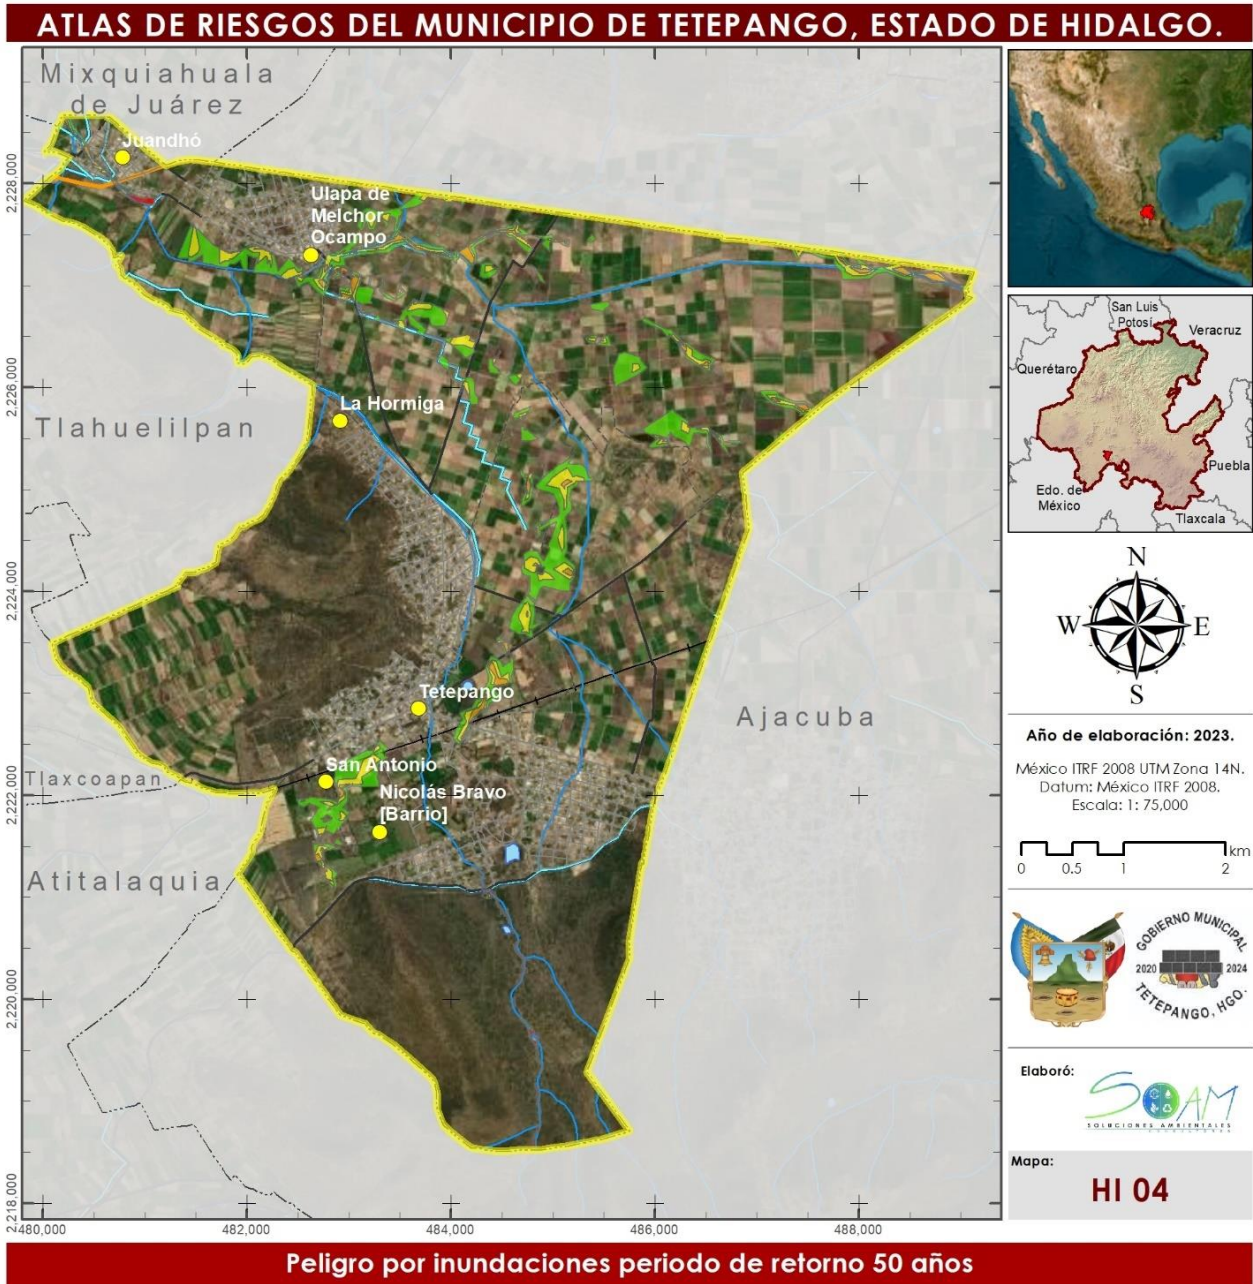 ATLAS DE RIESGOS DEL MUNICIPIO DE TETEPANGO, ESTADO DE HIDALGO.
Mixquiahuala
de Juárez
Juandhó
Ulapa de
Melchor
Ocampo
La Hormiga
Tlahuelilpan
Tetepango
Ajacuba
San Antonio
Nicolás Bravo
[Barrio]
Tlaxcoapan
Atitalaquia
2,228,000
2,226,000
2,224,000
2,222,000
2,220,000
2,218,000
480,000
482,000
484,000
486,000
488,000
San Luis
Potosí
Veracruz
Querétaro
Puebla
Edo. de
México
Tlaxcala
N
W
E
S
Año de elaboración: 2023.
México ITRF 2008 UTM Zona 14N.
Datum: México ITRF 2008.
Escala: 1: 75,000
km
0 0.5 1 2
GOBIERNO MUNICIPAL
2020 2024
TETEPANGO, HGO.
Elaboró:
SOAM
SOLUCIONES AMBIENTALES
Mapa:
HI 04
Peligro por inundaciones periodo de retorno 50 años